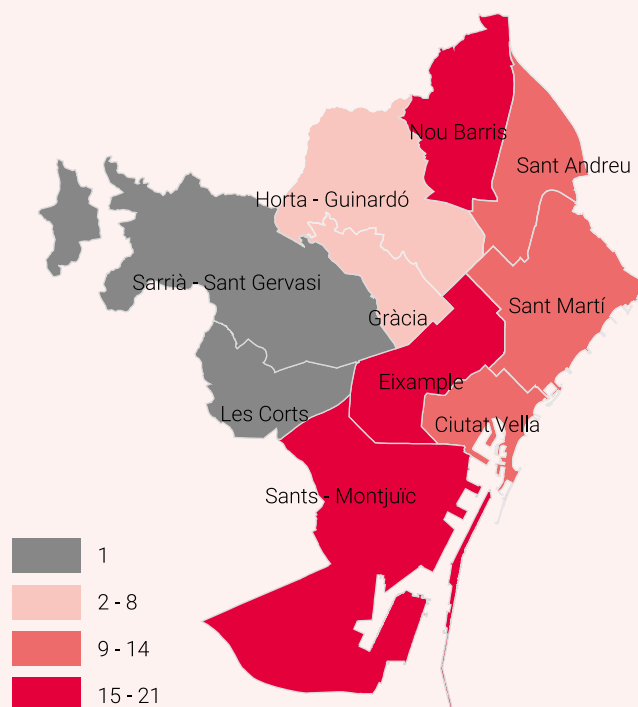 Nou Barris
Sant Andreu
Horta - Guinardó
Sarrià - Sant Gervasi
Sant Martí
Gràcia
Eixample
Les Corts
Ciutat Vella
Sants - Montjuïc
1
2 - 8
9 - 14
15 - 21